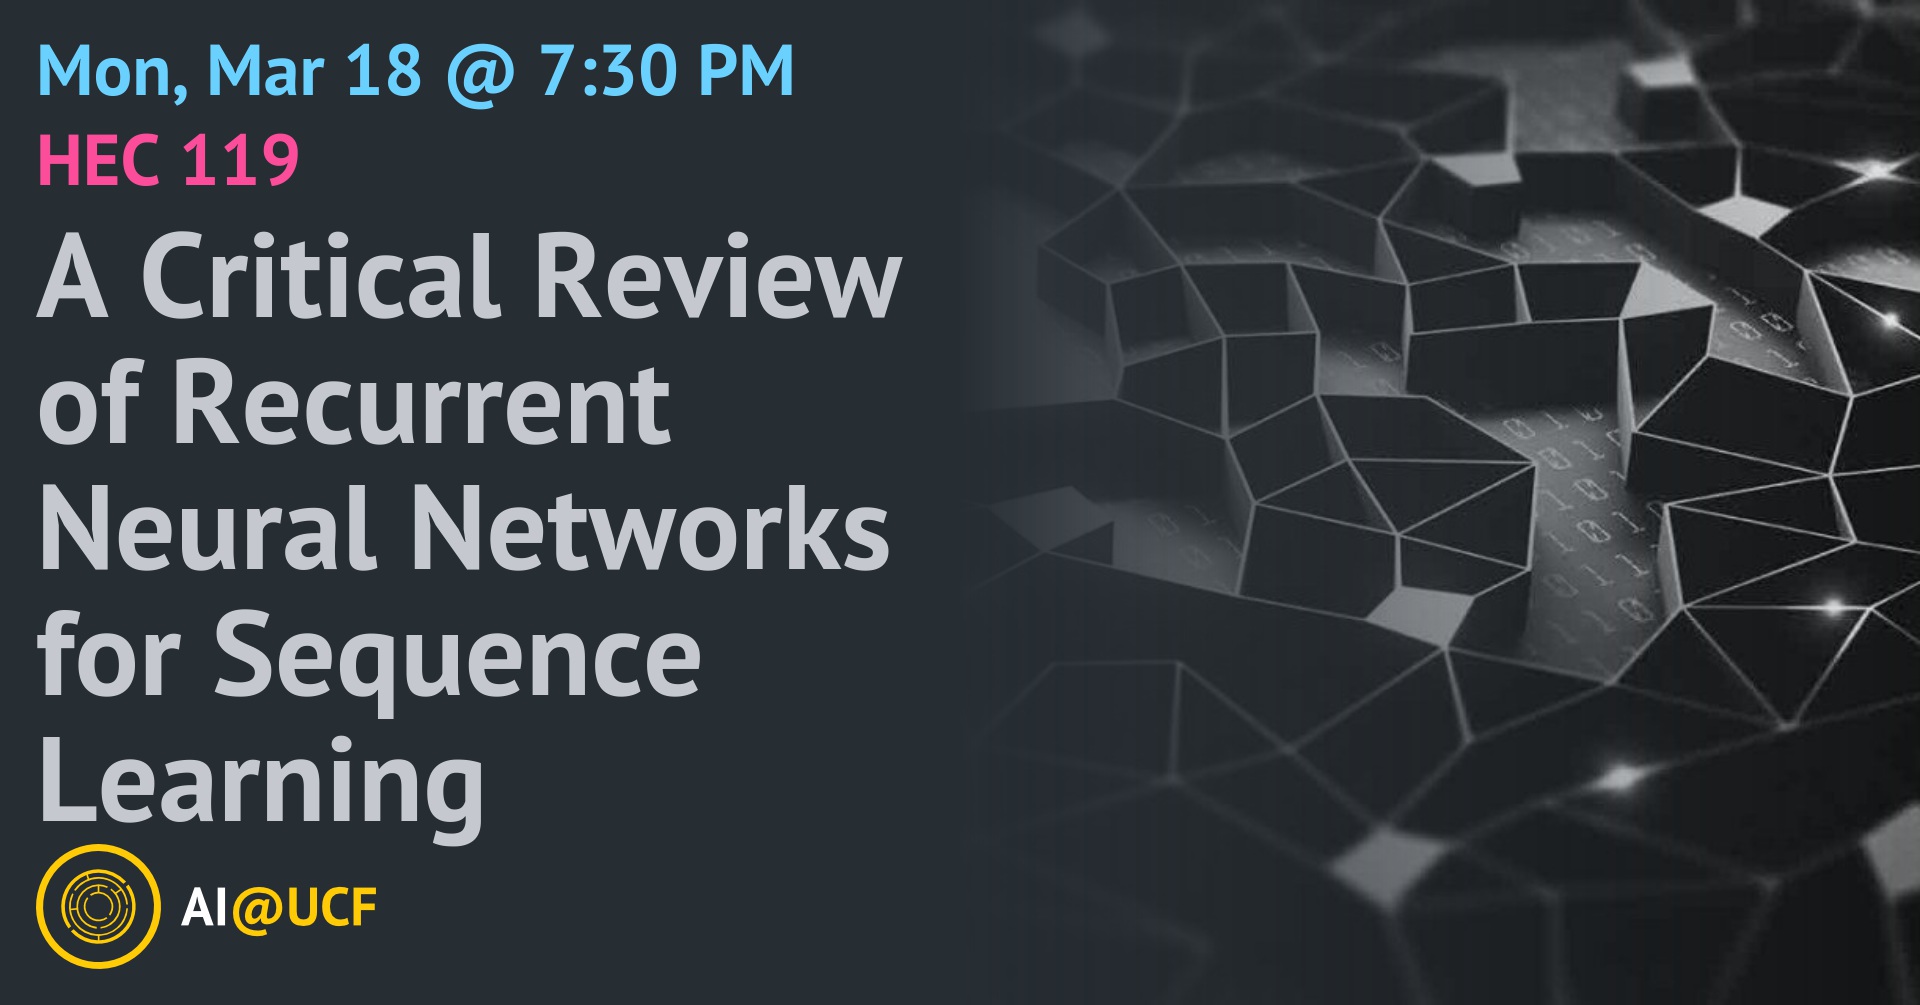 Mon, Mar 18 @ 7:30 PM
HEC 119
A Critical Review
of Recurrent
Neural Networks
for Sequence
Learning
AI@UCF